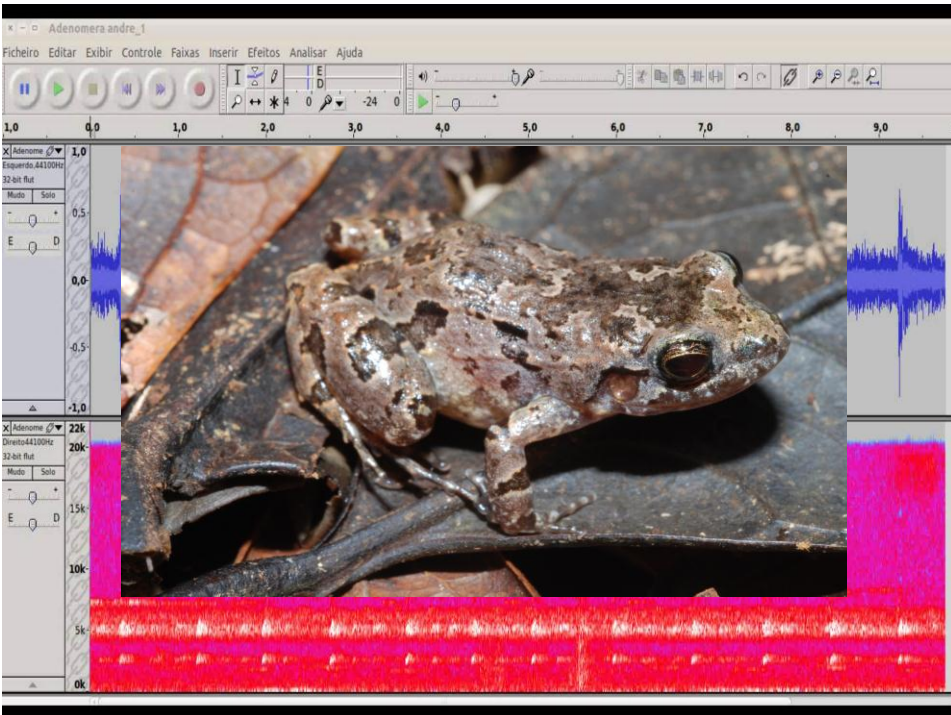 Adenomera andre_1
Ficheiro Editar Exibir Controle Faixas Inserir Efeitos Analisar Ajuda
E
D
4 0 -24 0
1,0 0,0 1,0 2,0 3,0 4,0 5,0 6,0 7,0 8,0 9,0
X Adenome 1,0
Esquerdo,44100Hz
32-bit flut
Mudo Solo
- + 0,5
E D
0,0
-0,5
-1,0
X Adenome 22k
Direito44100Hz 20k
32-bit flut
Mudo Solo
- + 15k
E D
10k
5k
0k